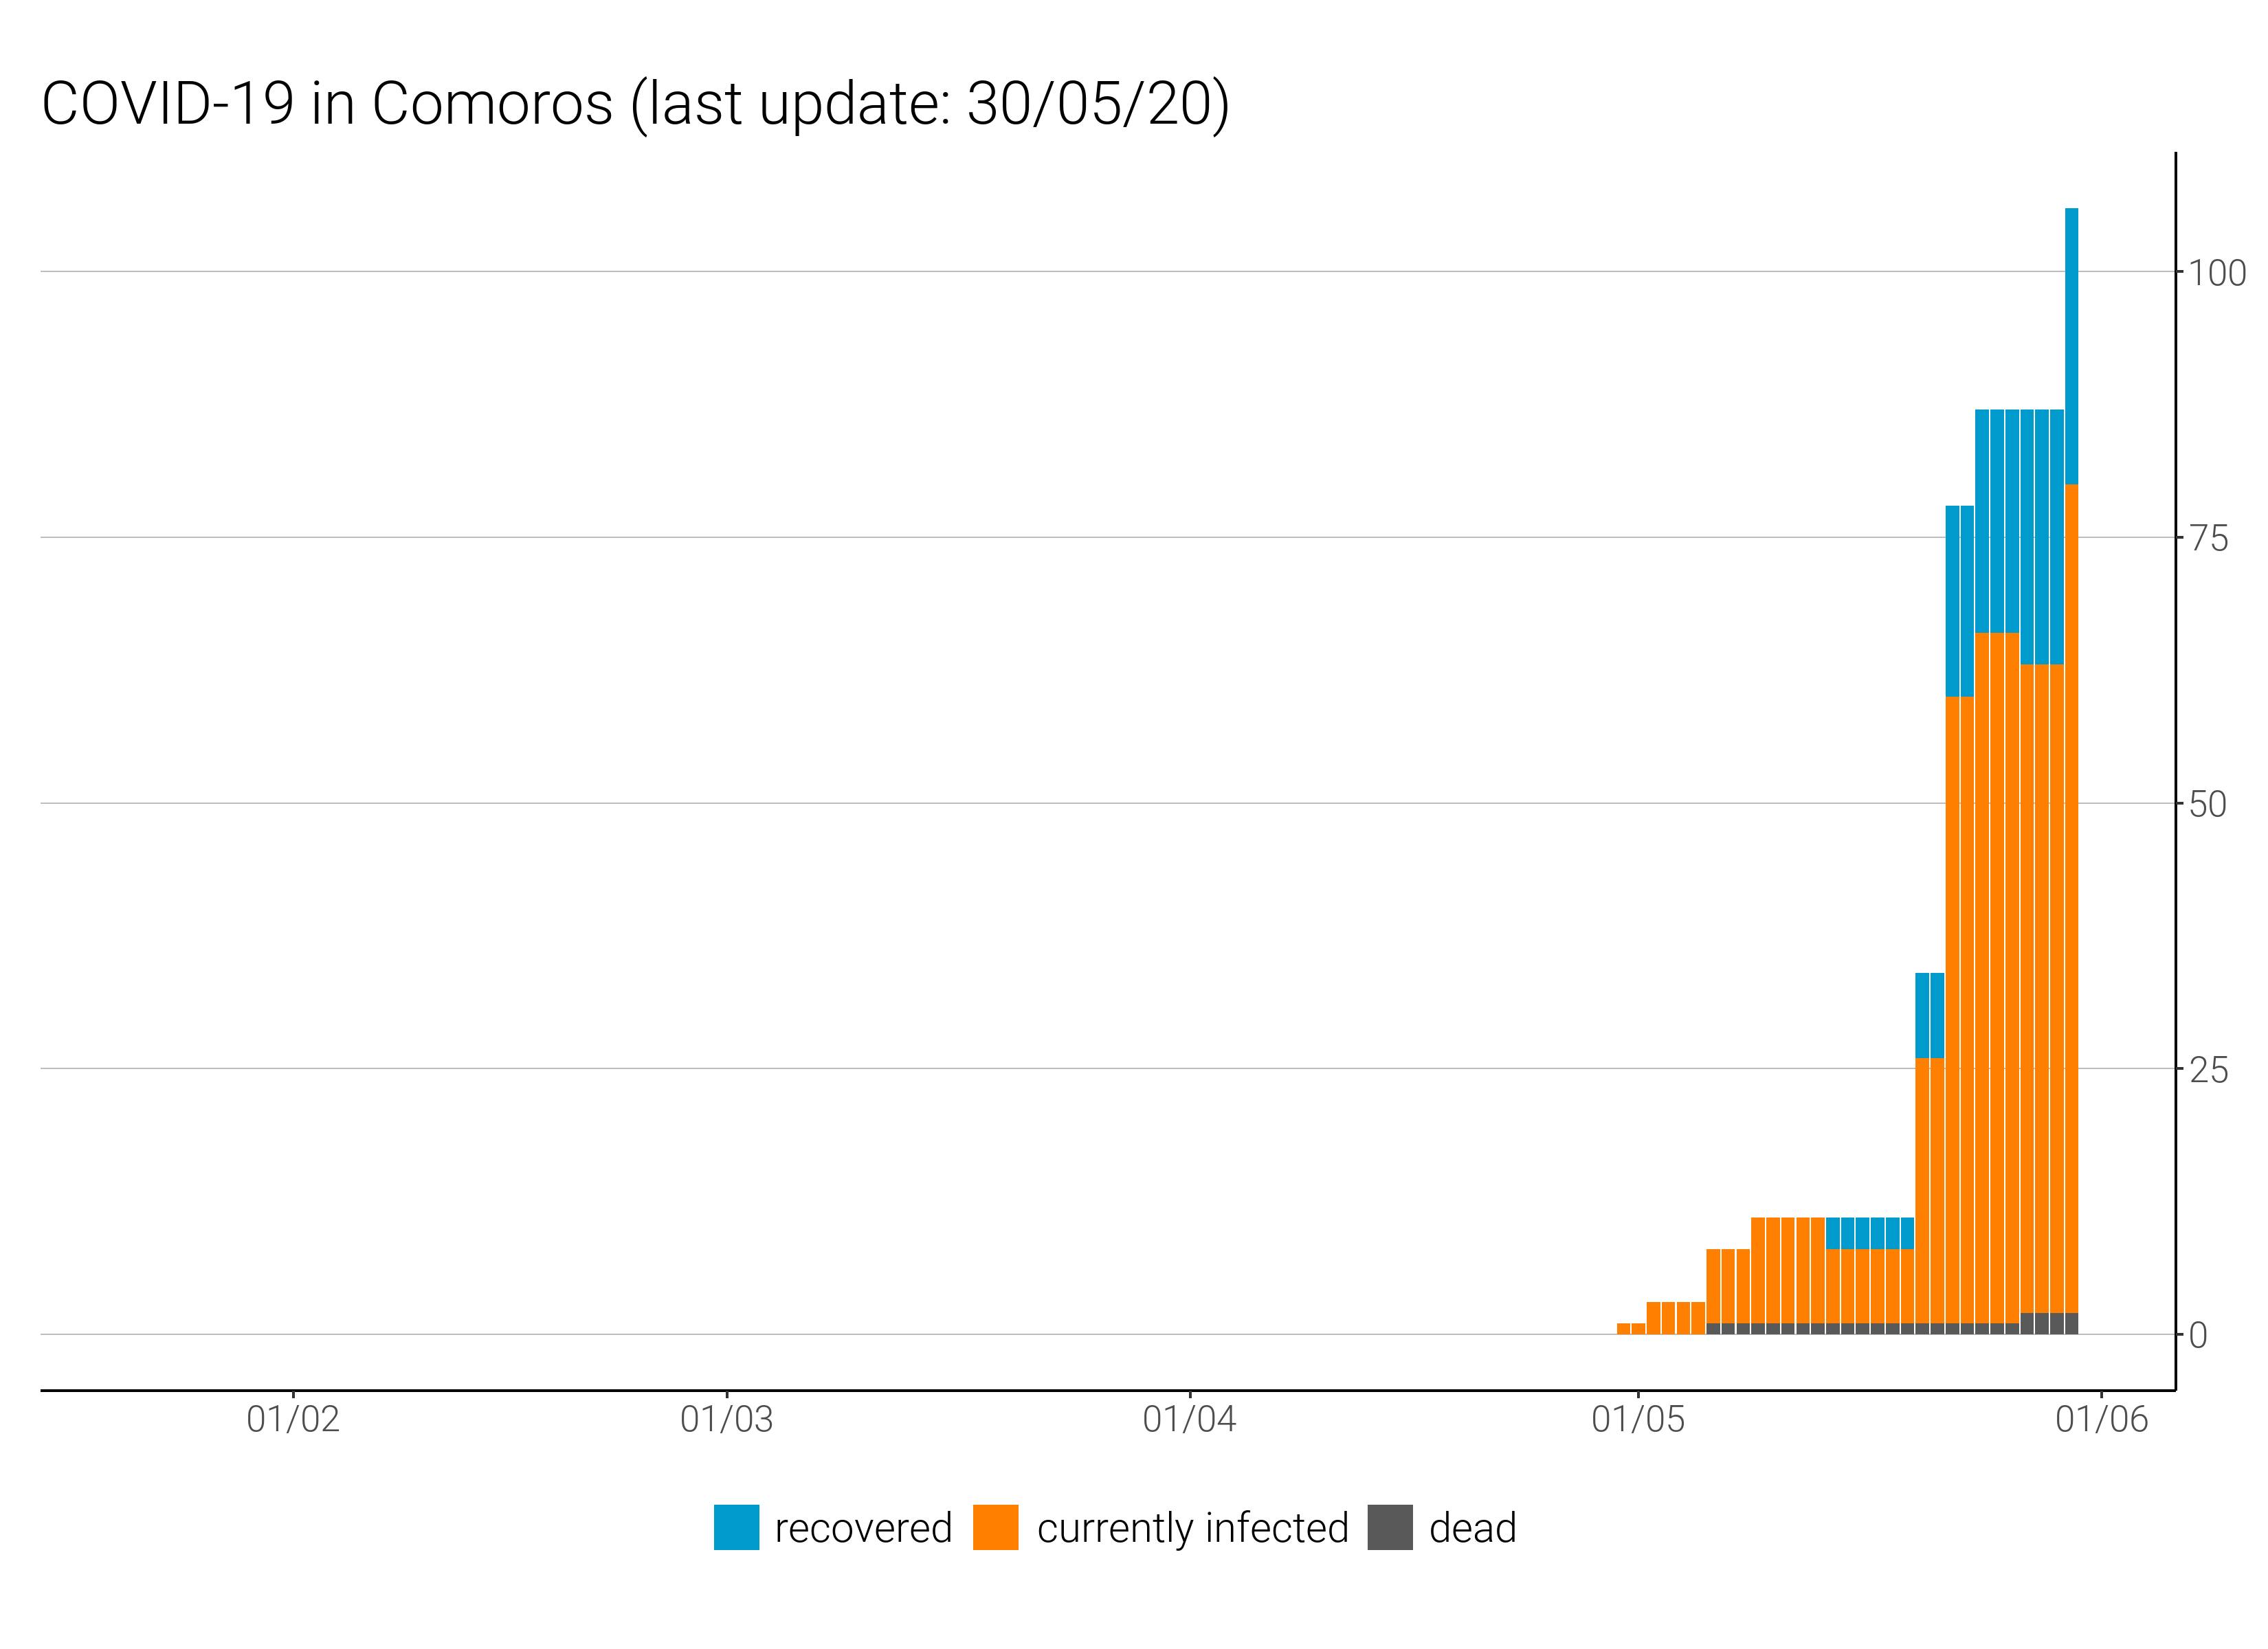 COVID-19 in Comoros (last update: 30/05/20)
100
75
50
25
0
01/02 01/03 01/04 01/05 01/06
recovered currently infected dead